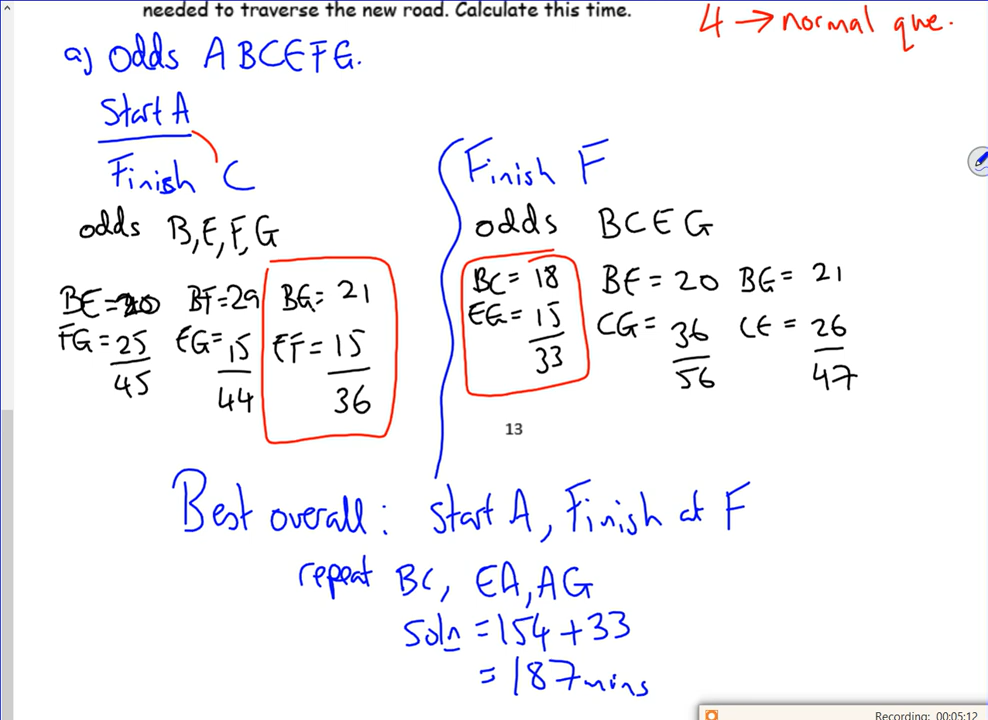 needed to traverse the new road. Calculate this time.
4 → normal que.
a) odds A B C E F G.
Start A
Finish C
odds B, E, F, G
BE = 20 BF = 29 BG = 21
FG = 25 EG = 15 EF = 15
45 44 36
Finish F
odds B C E G
BC = 18 BE = 20 BG = 21
EG = 15 CG = 36 CE = 26
33 56 47
13
Best overall: start A, Finish at F
repeat BC, EA, AG
Soln = 154 + 33
= 187 mins
Recording: 00:05:12